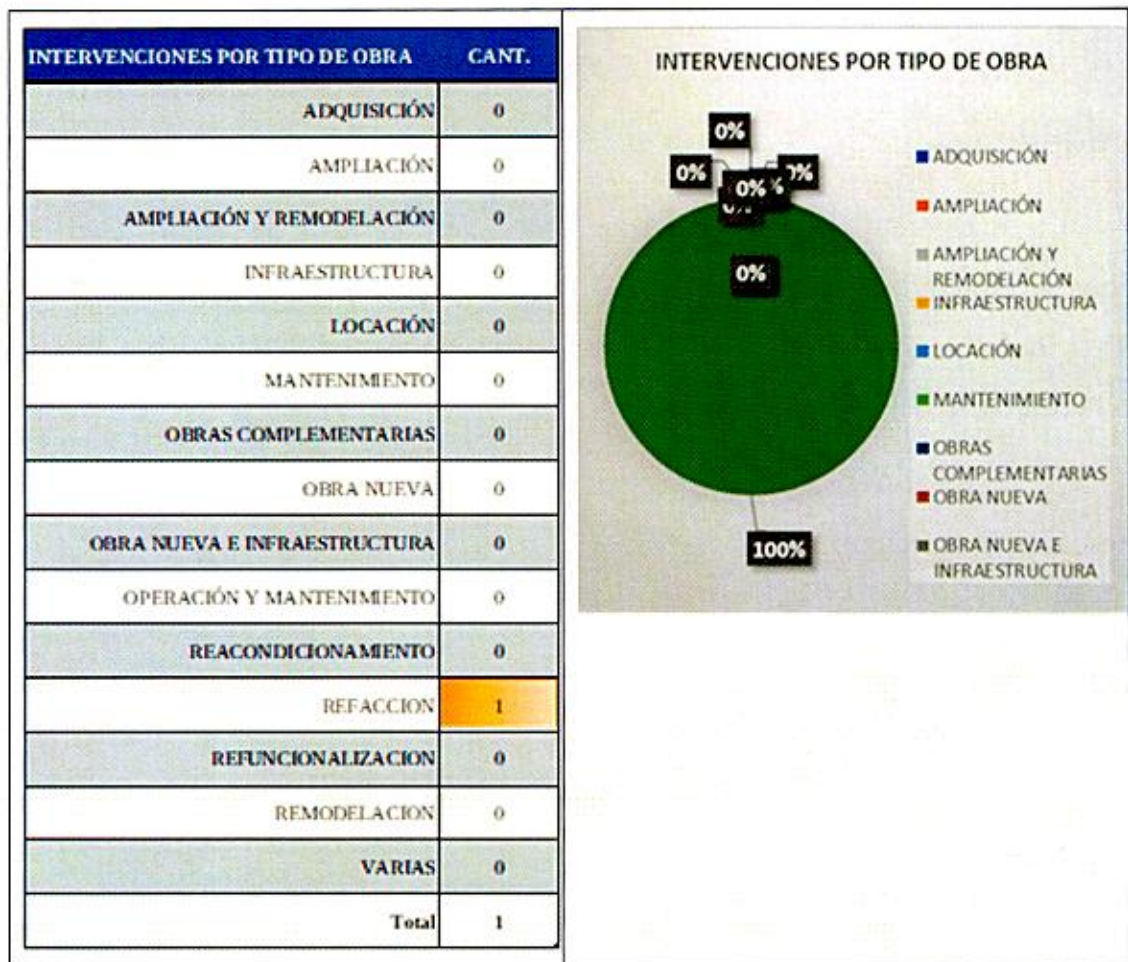 INTERVENCIONES POR TIPO DE OBRA CANT.
ADQUISICIÓN 0
AMPLIACIÓN 0
AMPLIACIÓN Y REMODELACIÓN 0
INFRAESTRUCTURA 0
LOCACIÓN 0
MANTENIMIENTO 0
OBRAS COMPLEMENTARIAS 0
OBRA NUEVA 0
OBRA NUEVA E INFRAESTRUCTURA 0
OPERACIÓN Y MANTENIMIENTO 0
REACONDICIONAMIENTO 0
REFACCION 1
REFUNCIONALIZACION 0
REMODELACION 0
VARIAS 0
Total 1
INTERVENCIONES POR TIPO DE OBRA
0%
0%
0%
0%
0%
0%
100%
ADQUISICIÓN
AMPLIACIÓN
AMPLIACIÓN Y
REMODELACIÓN
INFRAESTRUCTURA
LOCACIÓN
MANTENIMIENTO
OBRAS
COMPLEMENTARIAS
OBRA NUEVA
OBRA NUEVA E
INFRAESTRUCTURA